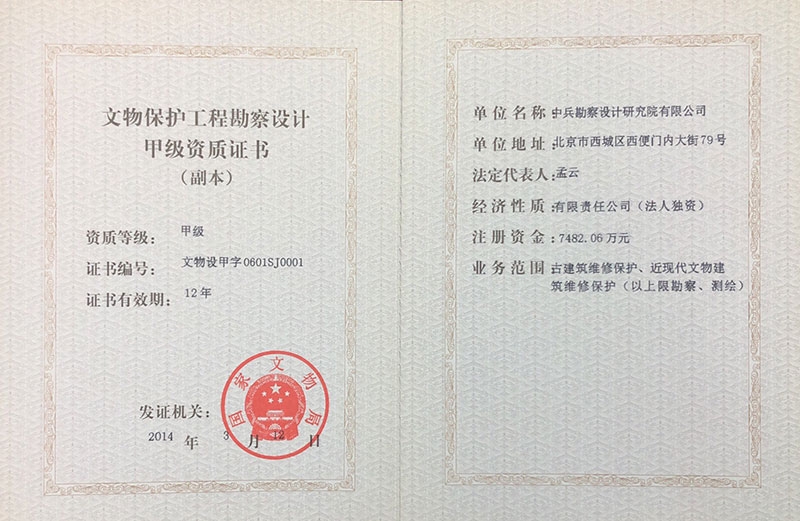 文物保护工程勘察设计
甲级资质证书
（副本）
资质等级：甲级
证书编号：文物设甲字0601SJ0001
证书有效期：12年
国家文物局
发证机关：
2014 年 3 月 12 日
单位名称：中兵勘察设计研究院有限公司
单位地址：北京市西城区西便门内大街79号
法定代表人：孟云
经济性质：有限责任公司（法人独资）
注册资金：7482.06万元
业务范围：古建筑维修保护、近现代文物建
筑维修保护（以上限勘察、测绘）